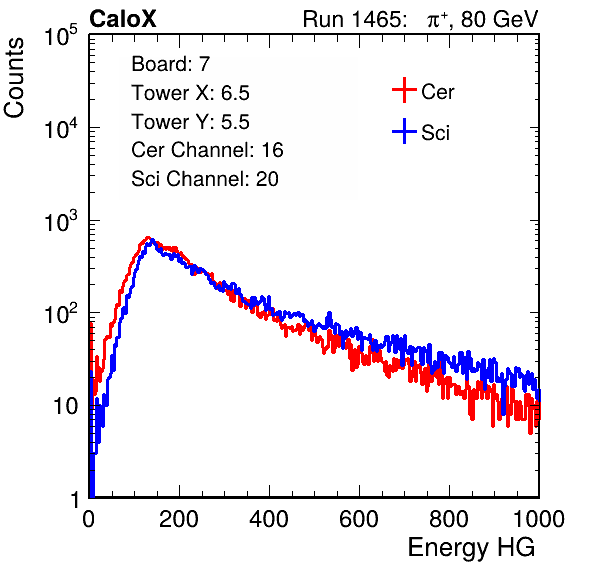 CaloX Run 1465: π⁺, 80 GeV
Counts
10⁵
10⁴
10³
10²
10
1
Board: 7
Tower X: 6.5
Tower Y: 5.5
Cer Channel: 16
Sci Channel: 20
Cer
Sci
0 200 400 600 800 1000
Energy HG